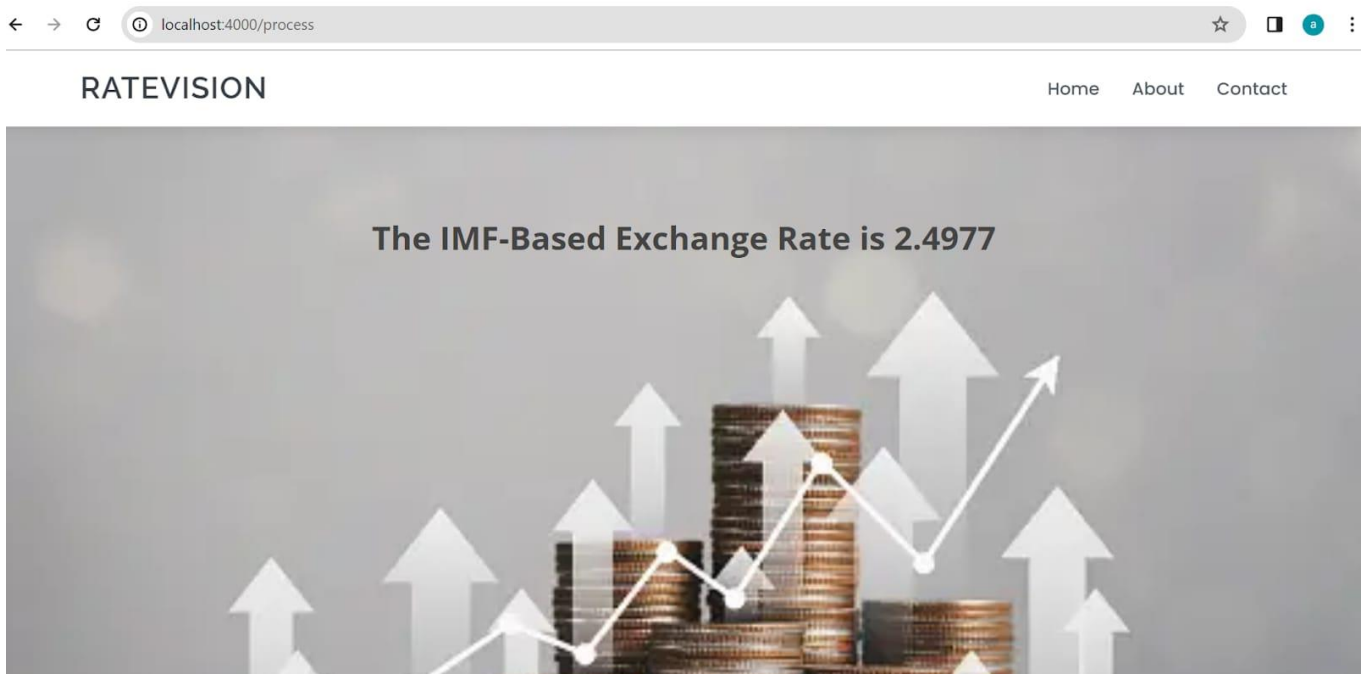 localhost:4000/process
a
RATEVISION
Home About Contact
The IMF-Based Exchange Rate is 2.4977